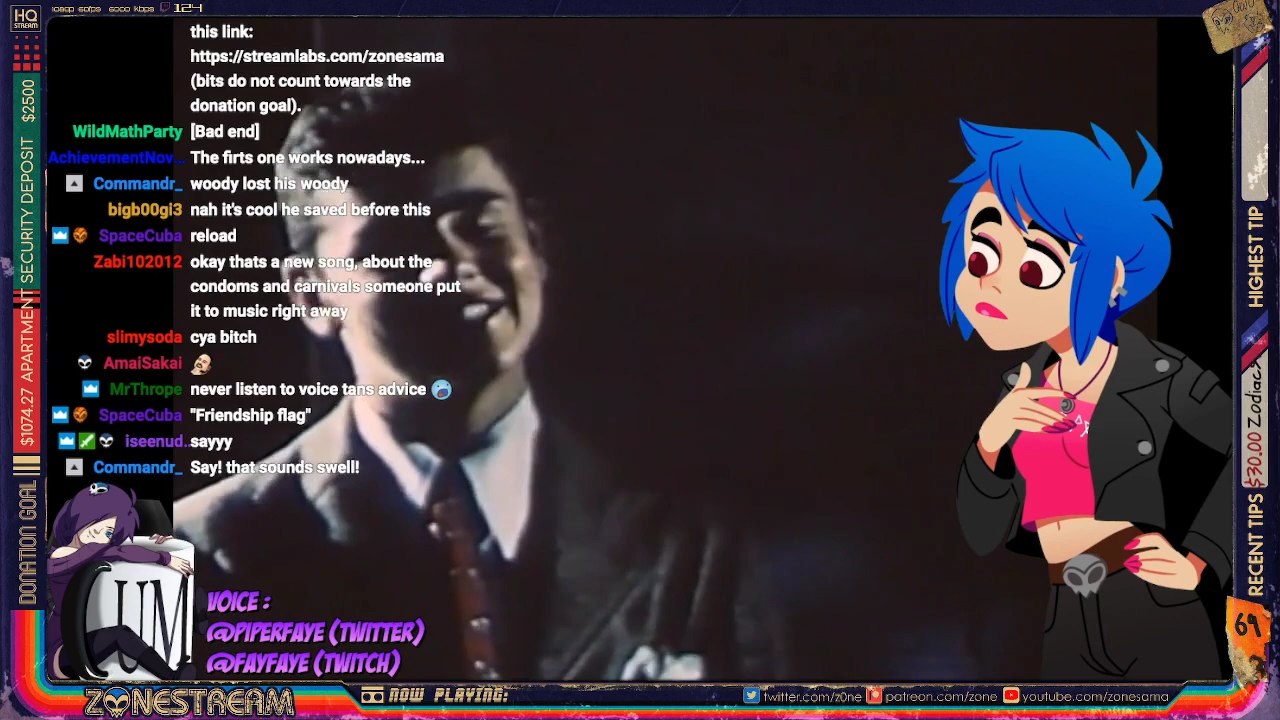 HQ
STREAM
1080p 60fps 6000 kbps 124
this link:
https://streamlabs.com/zonesama
(bits do not count towards the
donation goal).
WildMathParty [Bad end]
AchievementNov... The firts one works nowadays...
Commandr_ woody lost his woody
bigb00gi3 nah it's cool he saved before this
SpaceCuba reload
Zabi102012 okay thats a new song, about the
condoms and carnivals someone put
it to music right away
slimysoda cya bitch
AmaiSakai
MrThrope never listen to voice tans advice
SpaceCuba "Friendship flag"
iseenud... sayyy
Commandr_ Say! that sounds swell!
CUM
VOICE :
@PIPERFAYE (TWITTER)
@FAYFAYE (TWITCH)
DONATION GOAL
$1074.27 APARTMENT SECURITY DEPOSIT $2500
HIGHEST TIP
RECENT TIPS $30.00 Zodiac
69
ZONESTREAM
NOW PLAYING:
twitter.com/zone
patreon.com/zone
youtube.com/zonesama